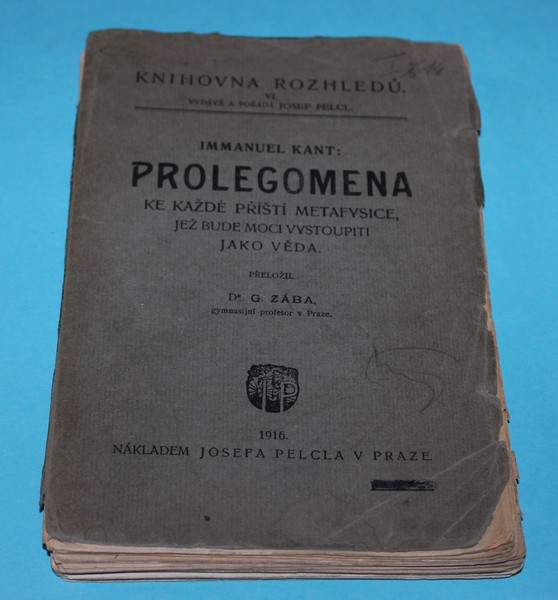 KNIHOVNA ROZHLEDŮ.
VI.
VYDÁVÁ A POŘÁDÁ JOSEF PELCL.
IMMANUEL KANT:
PROLEGOMENA
KE KAŽDÉ PŘÍŠTÍ METAFYSICE,
JEŽ BUDE MOCI VYSTOUPITI
JAKO VĚDA.
PŘELOŽIL
Dr G. ZÁBA,
gymnasijní profesor v Praze.
1916.
NÁKLADEM JOSEFA PELCLA V PRAZE.